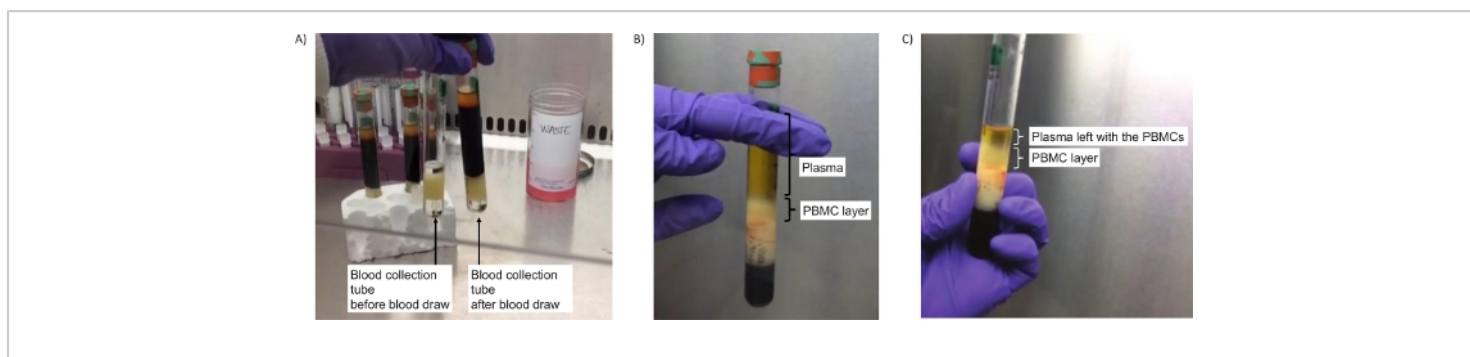 A)
B)
C)
WASTE
Plasma
PBMC layer
Plasma left with the PBMCs
PBMC layer
Blood collection
tube
before blood draw
Blood collection
tube
after blood draw